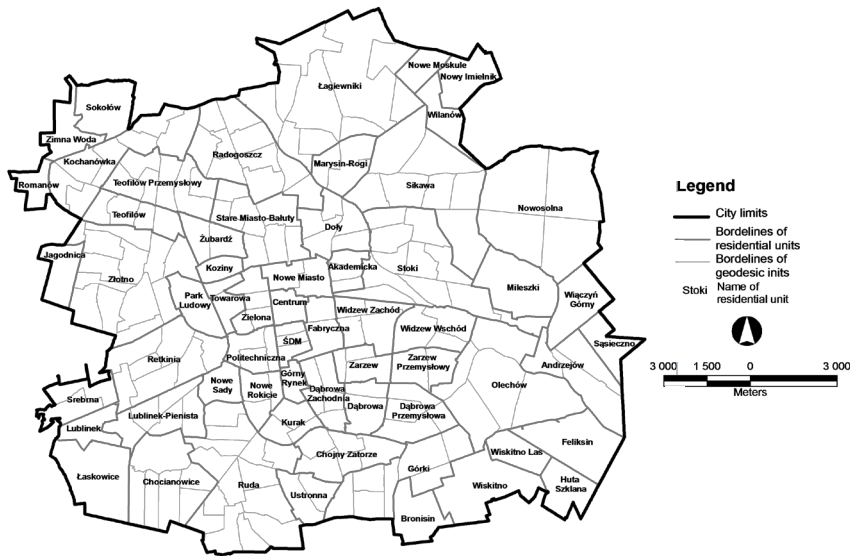 Nowe Moskule
Nowy Imielnik
Łagiewniki
Sokołów
Wilanów
Zimna Woda
Kochanówka
Radogoszcz
Marysin-Rogi
Romanów
Teofilów Przemysłowy
Sikawa
Teofilów
Stare Miasto-Bałuty
Nowosolna
Doły
Żubardź
Jagodnica
Koziny
Akademicka
Stoki
Złotno
Nowe Miasto
Mileszki
Park
Ludowy
Towarowa
Centrum
Wiączyń
Górny
Zielona
Widzew Zachód
Fabryczna
Widzew Wschód
Sąsieczno
ŚDM
Retkinia
Politechniczna
Zarzew
Zarzew
Przemysłowy
Andrzejów
Górny
Rynek
Nowe
Sady
Nowe
Rokicie
Dąbrowa
Zachodnia
Olechów
Srebrna
Dąbrowa
Dąbrowa
Przemysłowa
Lublinek-Pienista
Lublinek
Kurak
Feliksin
Chojny Zatorze
Wiskitno Las
Łaskowice
Chocianowice
Ruda
Górki
Wiskitno
Huta
Szklana
Ustronna
Bronisin
Legend
City limits
Bordelines of
residential units
Bordelines of
geodesic inits
Stoki Name of
residential unit
3 000 1 500 0 3 000
Meters